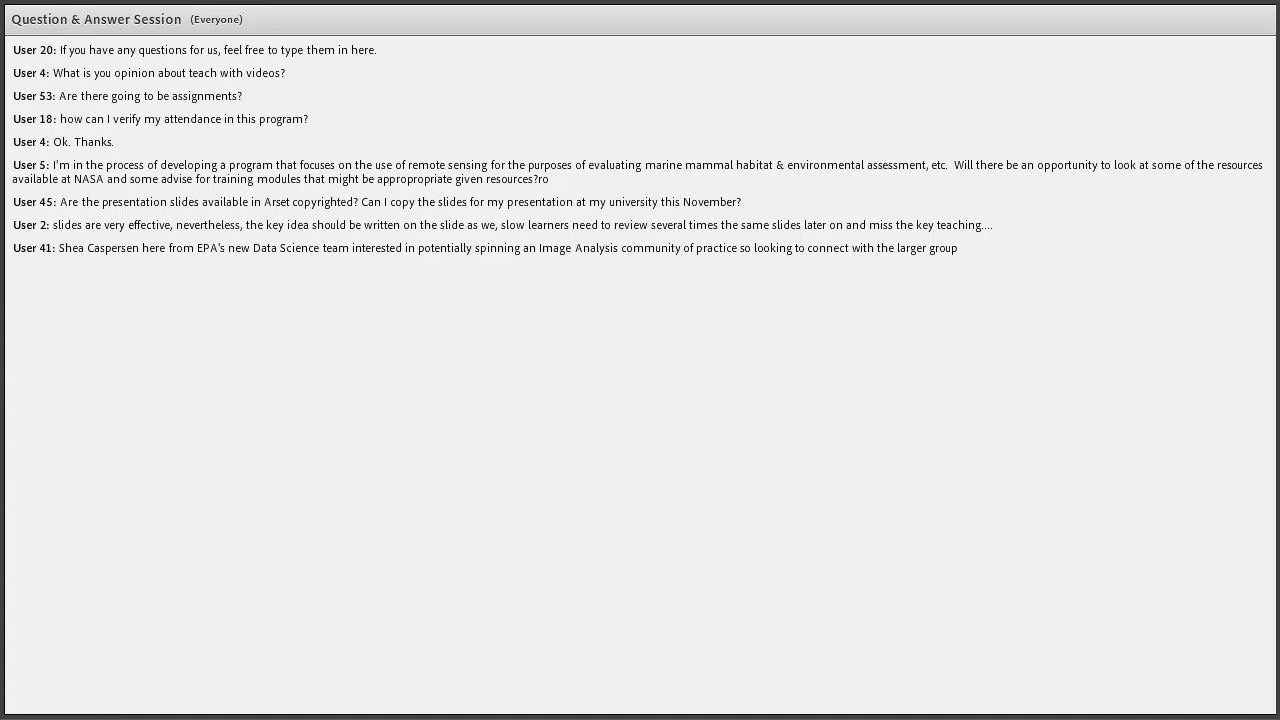 Question & Answer Session (Everyone)
User 20: If you have any questions for us, feel free to type them in here.
User 4: What is you opinion about teach with videos?
User 53: Are there going to be assignments?
User 18: how can I verify my attendance in this program?
User 4: Ok. Thanks.
User 5: I'm in the process of developing a program that focuses on the use of remote sensing for the purposes of evaluating marine mammal habitat & environmental assessment, etc.  Will there be an opportunity to look at some of the resources
available at NASA and some advise for training modules that might be appropropriate given resources?ro
User 45: Are the presentation slides available in Arset copyrighted? Can I copy the slides for my presentation at my university this November?
User 2: slides are very effective, nevertheless, the key idea should be written on the slide as we, slow learners need to review several times the same slides later on and miss the key teaching....
User 41: Shea Caspersen here from EPA's new Data Science team interested in potentially spinning an Image Analysis community of practice so looking to connect with the larger group